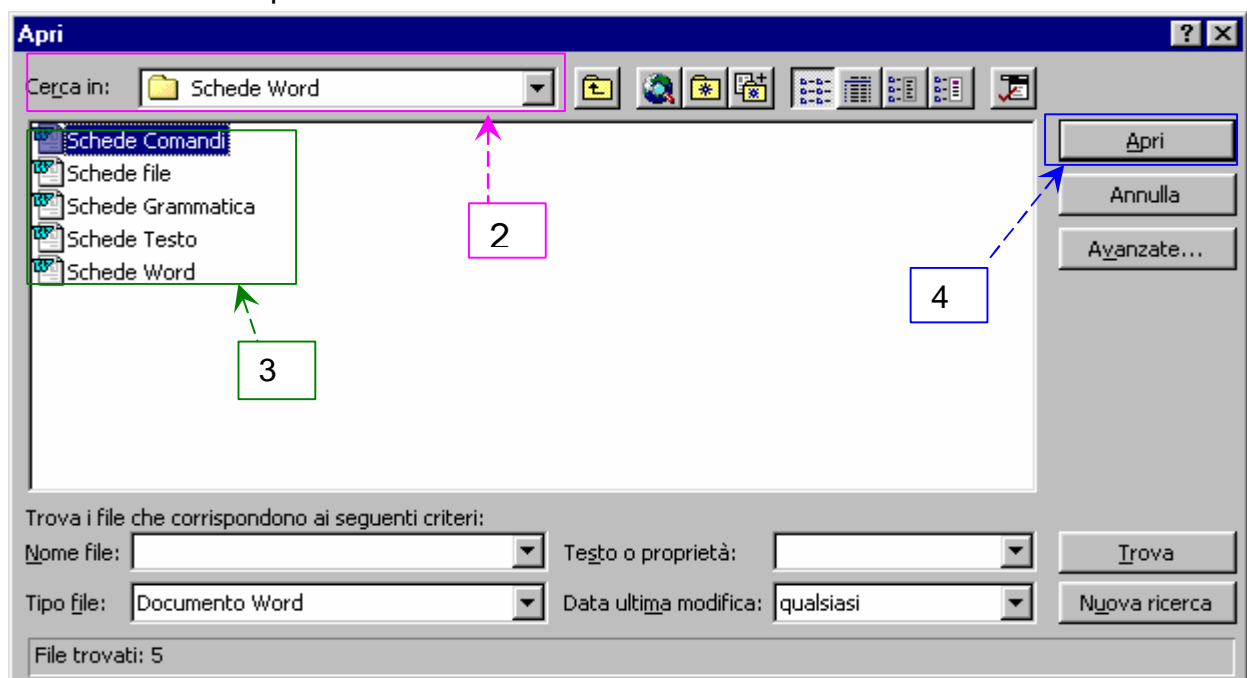 Apri
Cerca in: Schede Word
Schede Comandi
Apri
Schede file
Schede Grammatica
Annulla
2
Schede Testo
Avanzate...
Schede Word
4
3
Trova i file che corrispondono ai seguenti criteri:
Nome file: Testo o proprietà: Trova
Tipo file: Documento Word Data ultima modifica: qualsiasi Nuova ricerca
File trovati: 5